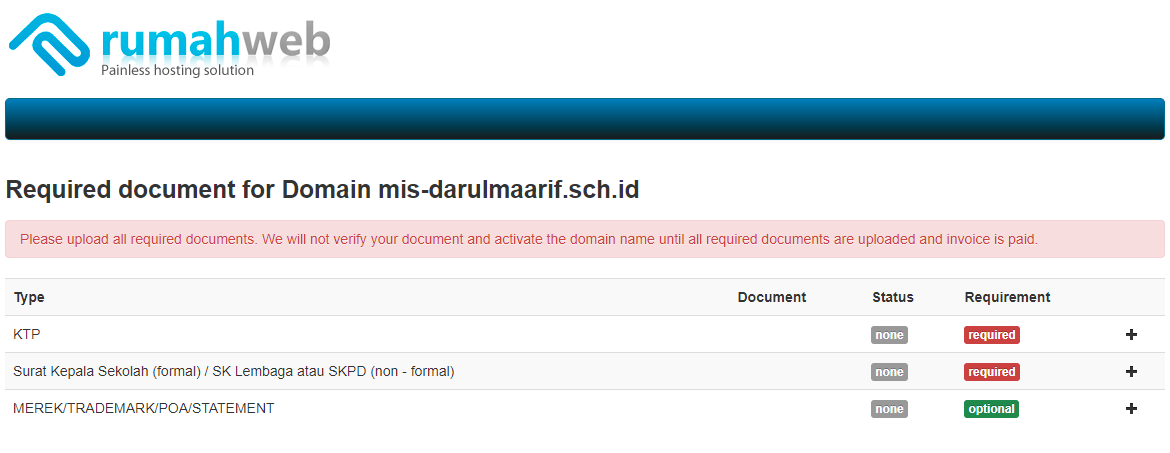 rumahweb
Painless hosting solution
Required document for Domain mis-darulmaarif.sch.id
Please upload all required documents. We will not verify your document and activate the domain name until all required documents are uploaded and invoice is paid.
Type Document Status Requirement
KTP none required +
Surat Kepala Sekolah (formal) / SK Lembaga atau SKPD (non - formal) none required +
MEREK/TRADEMARK/POA/STATEMENT none optional +